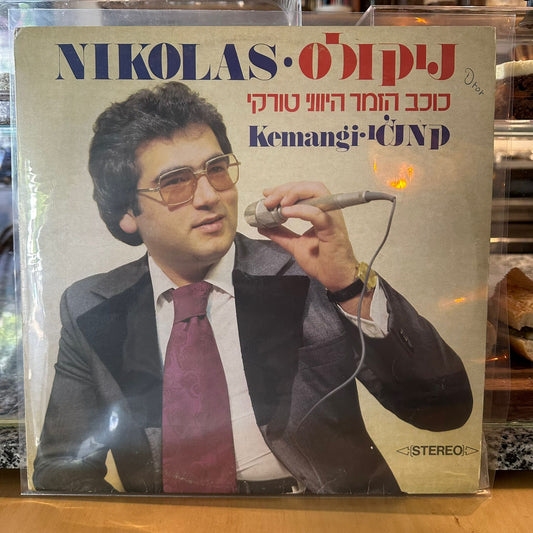 NIKOLAS · ניקולס
כוכב הזמר היווני טורקי
Kemangi · קמנג'י
STEREO